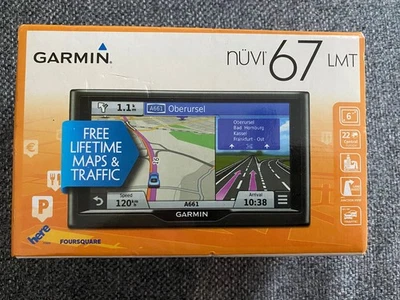 GARMIN
nüvi 67 LMT
1.1
A661
Oberursel
Oberursel
Bad Homburg
Kassel
Frankfurt - Ost
FREE
LIFETIME
MAPS &
TRAFFIC
6"
22
€
P
Speed
120
A661
Arrival
10:38
GARMIN
here
FOURSQUARE